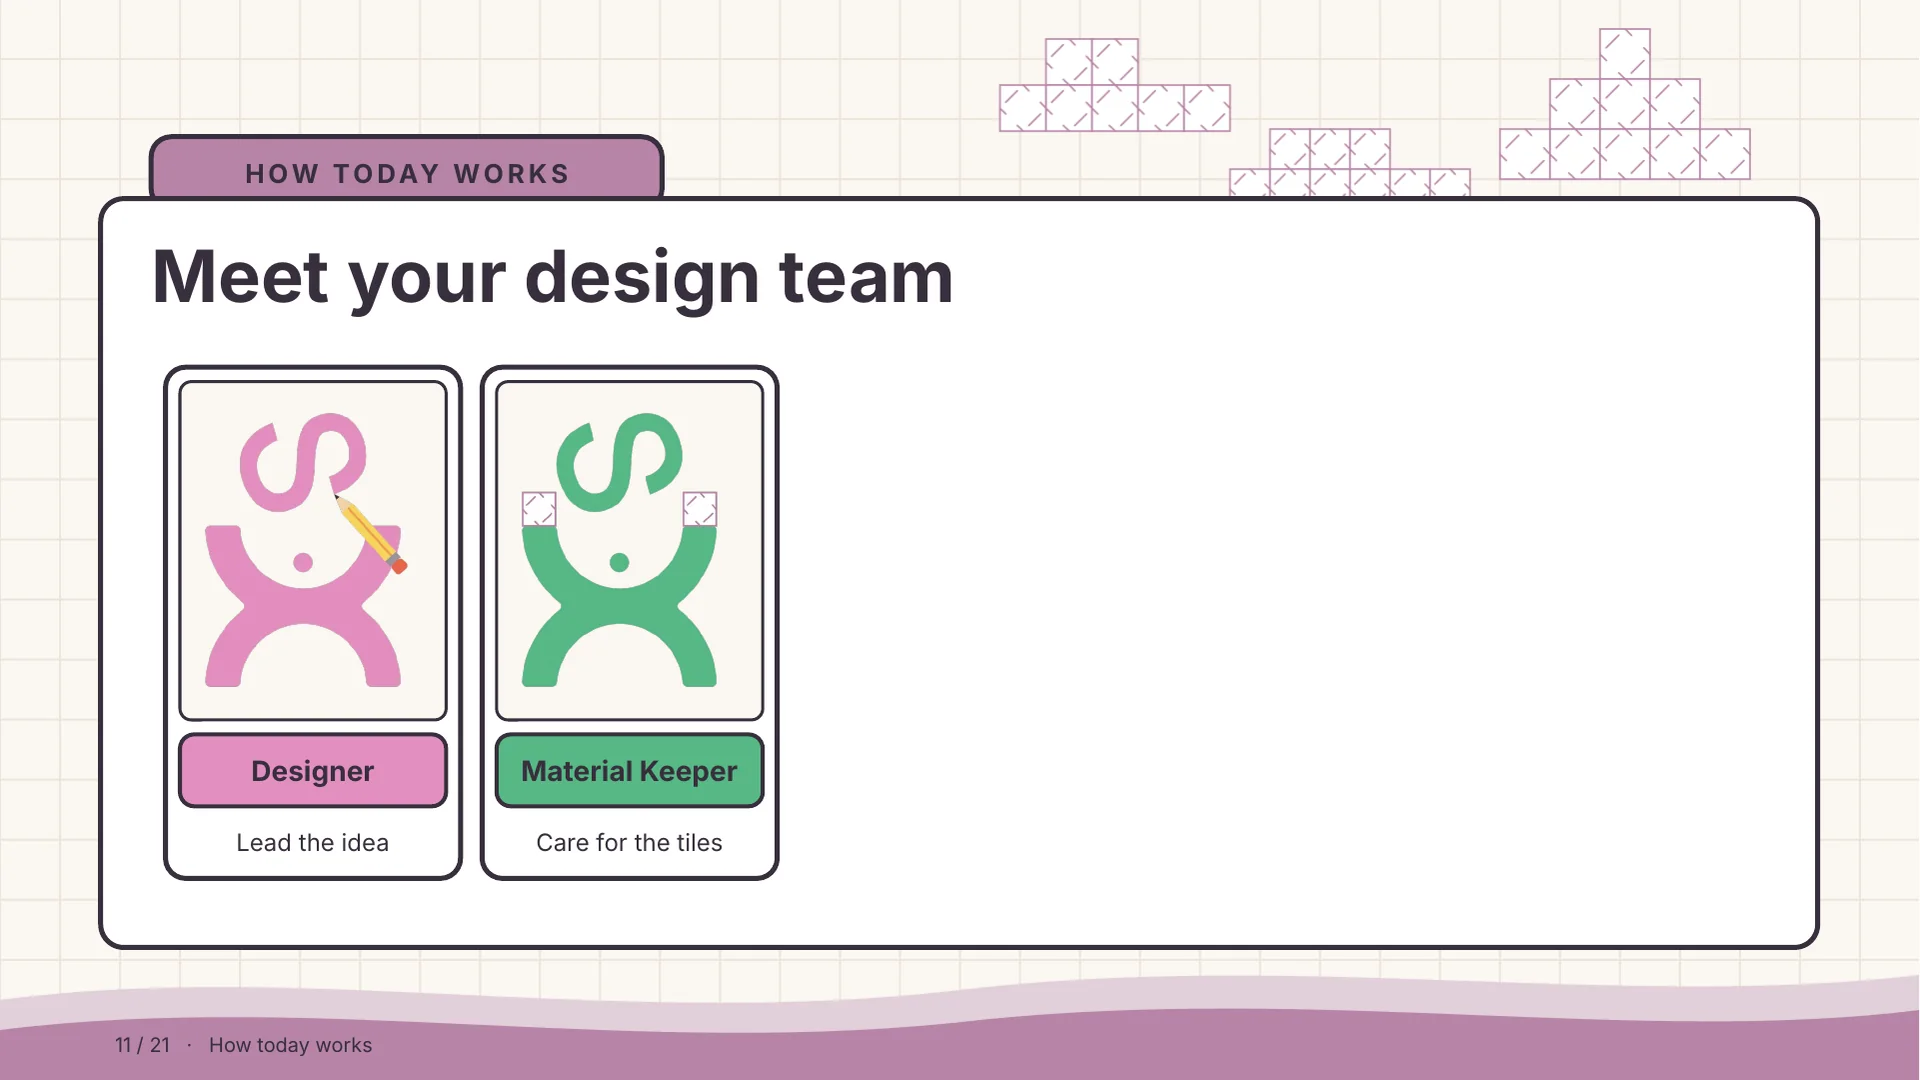 HOW TODAY WORKS
Meet your design team
Designer
Lead the idea
Material Keeper
Care for the tiles
11 / 21 · How today works